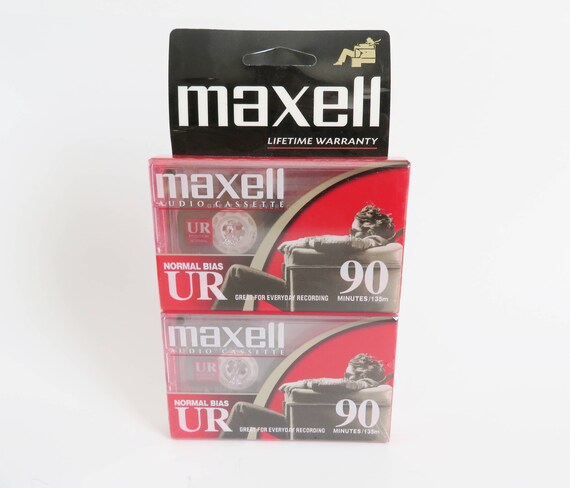 maxell
LIFETIME WARRANTY
maxell
AUDIO CASSETTE
UR
NORMAL BIAS
UR
GREAT FOR EVERYDAY RECORDING
90
MINUTES/135m
maxell
AUDIO CASSETTE
UR
NORMAL BIAS
UR
GREAT FOR EVERYDAY RECORDING
90
MINUTES/135m